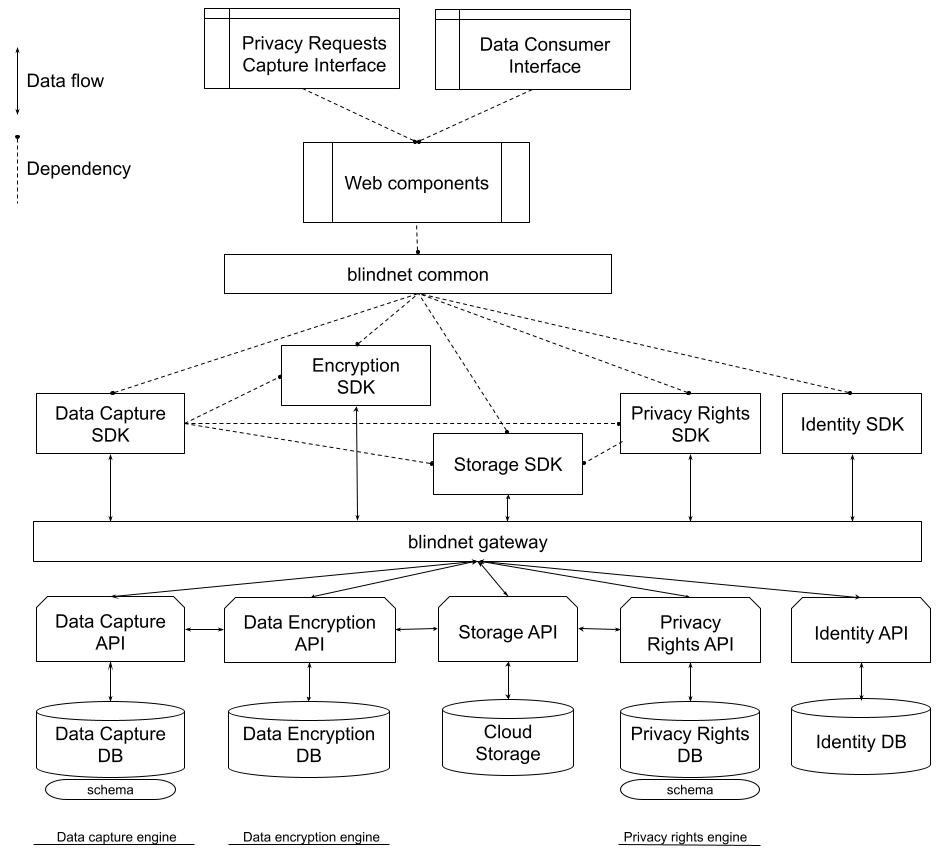 Privacy Requests
Capture Interface
Data Consumer
Interface
Data flow
Dependency
Web components
blindnet common
Encryption
SDK
Data Capture
SDK
Privacy Rights
SDK
Identity SDK
Storage SDK
blindnet gateway
Data Capture
API
Data Encryption
API
Storage API
Privacy
Rights API
Identity API
Data Capture
DB
Data Encryption
DB
Cloud
Storage
Privacy Rights
DB
Identity DB
schema
schema
Data capture engine
Data encryption engine
Privacy rights engine